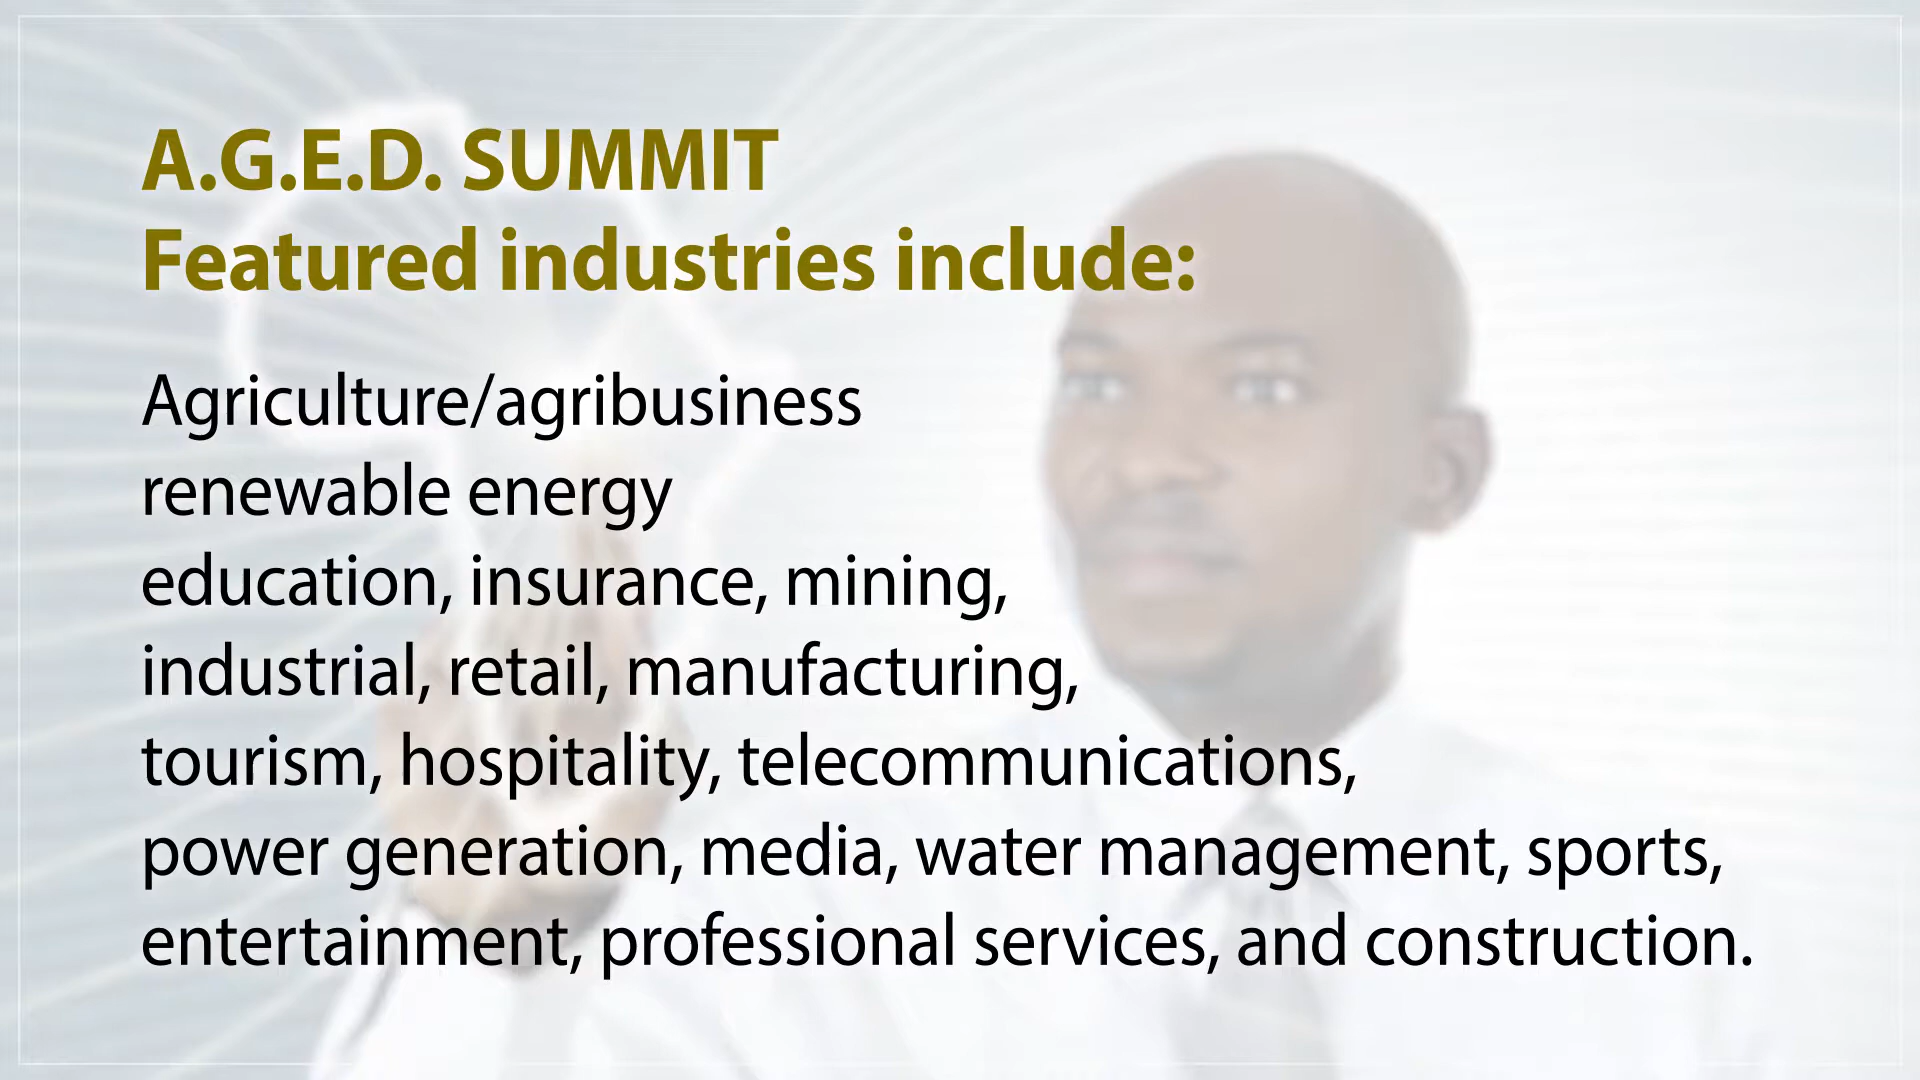 A.G.E.D. SUMMIT
Featured industries include:
Agriculture/agribusiness
renewable energy
education, insurance, mining,
industrial, retail, manufacturing,
tourism, hospitality, telecommunications,
power generation, media, water management, sports,
entertainment, professional services, and construction.